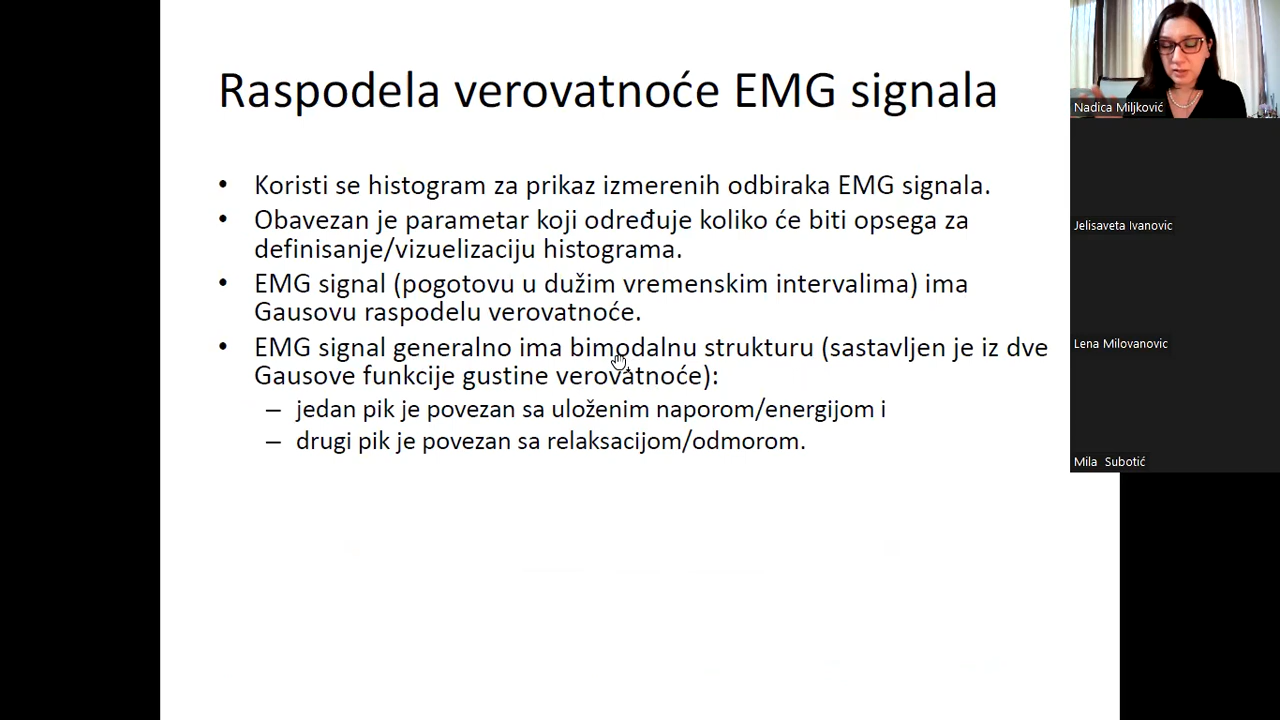 Raspodela verovatnoće EMG signala
• Koristi se histogram za prikaz izmerenih odbiraka EMG signala.
• Obavezan je parametar koji određuje koliko će biti opsega za
definisanje/vizuelizaciju histograma.
• EMG signal (pogotovu u dužim vremenskim intervalima) ima
Gausovu raspodelu verovatnoće.
• EMG signal generalno ima bimodalnu strukturu (sastavljen je iz dve
Gausove funkcije gustine verovatnoće):
– jedan pik je povezan sa uloženim naporom/energijom i
– drugi pik je povezan sa relaksacijom/odmorom.
Nadica Miljković
Jelisaveta Ivanovic
Lena Milovanovic
Mila Subotić